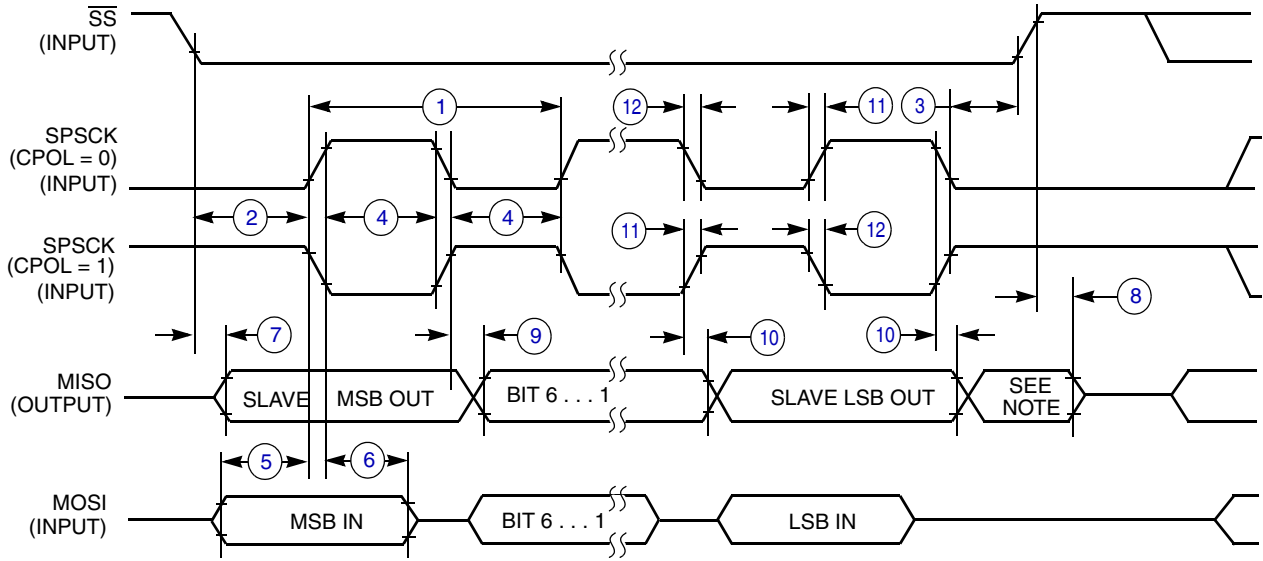 SS
(INPUT)
1
12
11
3
SPSCK
(CPOL = 0)
(INPUT)
2
4
4
11
12
SPSCK
(CPOL = 1)
(INPUT)
8
7
9
10
10
MISO
(OUTPUT)
SLAVE
MSB OUT
BIT 6 . . . 1
SLAVE LSB OUT
SEE
NOTE
5
6
MOSI
(INPUT)
MSB IN
BIT 6 . . . 1
LSB IN